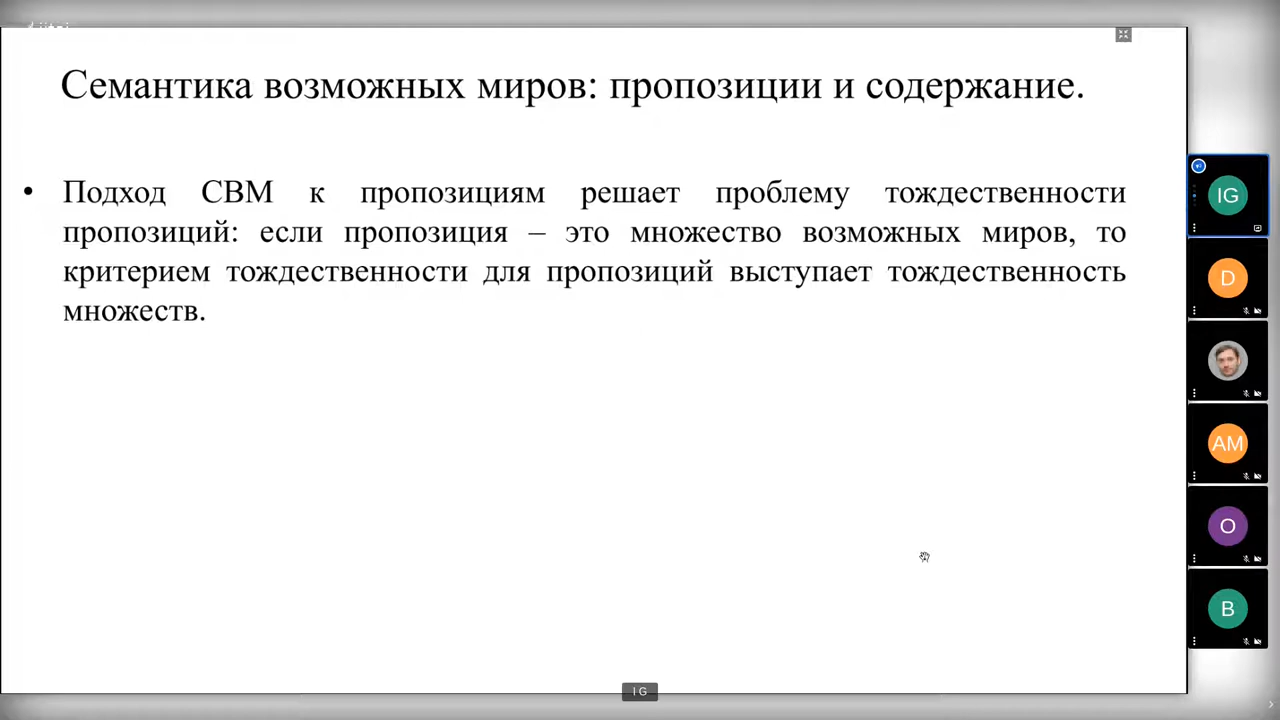 Семантика возможных миров: пропозиции и содержание.
• Подход СВМ к пропозициям решает проблему тождественности
пропозиций: если пропозиция – это множество возможных миров, то
критерием тождественности для пропозиций выступает тождественность
множеств.
IG
D
AM
O
B
I G